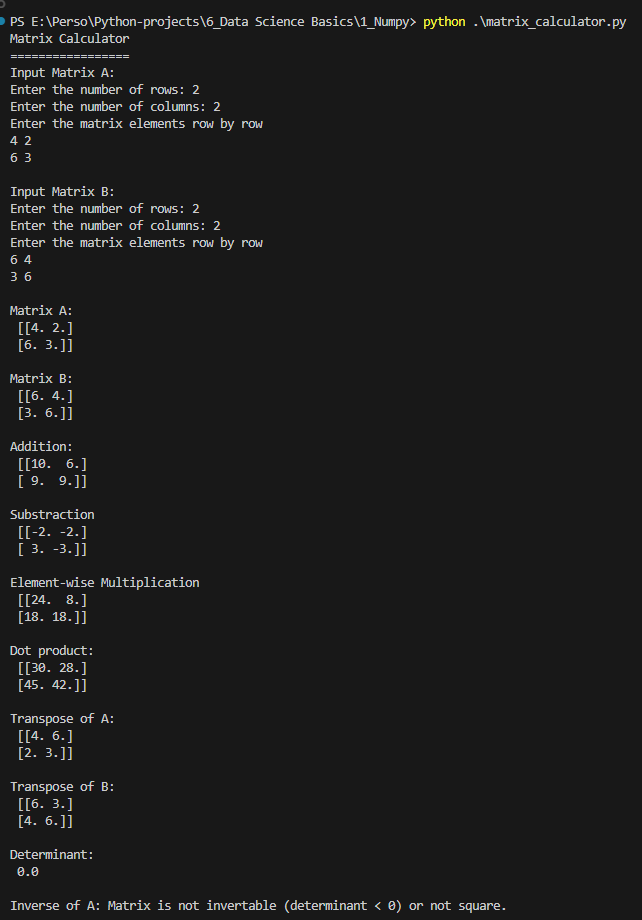 PS E:\Perso\Python-projects\6_Data Science Basics\1_Numpy> python .\matrix_calculator.py
Matrix Calculator
=================
Input Matrix A:
Enter the number of rows: 2
Enter the number of columns: 2
Enter the matrix elements row by row
4 2
6 3

Input Matrix B:
Enter the number of rows: 2
Enter the number of columns: 2
Enter the matrix elements row by row
6 4
3 6

Matrix A:
 [[4. 2.]
 [6. 3.]]

Matrix B:
 [[6. 4.]
 [3. 6.]]

Addition:
 [[10.  6.]
 [ 9.  9.]]

Substraction
 [[-2. -2.]
 [ 3. -3.]]

Element-wise Multiplication
 [[24.  8.]
 [18. 18.]]

Dot product:
 [[30. 28.]
 [45. 42.]]

Transpose of A:
 [[4. 6.]
 [2. 3.]]

Transpose of B:
 [[6. 3.]
 [4. 6.]]

Determinant:
 0.0

Inverse of A: Matrix is not invertable (determinant < 0) or not square.